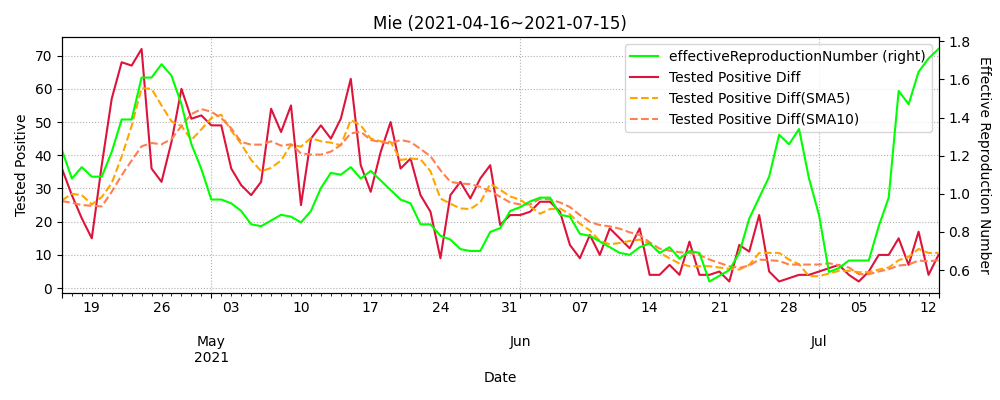 Mie (2021-04-16~2021-07-15)
effectiveReproductionNumber (right)
Tested Positive Diff
Tested Positive Diff(SMA5)
Tested Positive Diff(SMA10)
Tested Positive
70
60
50
40
30
20
10
0
1.8
1.6
1.4
1.2
1.0
0.8
0.6
Effective Reproduction Number
19 26 03 10 17 24 31 07 14 21 28 05 12
May Jun Jul
2021
Date